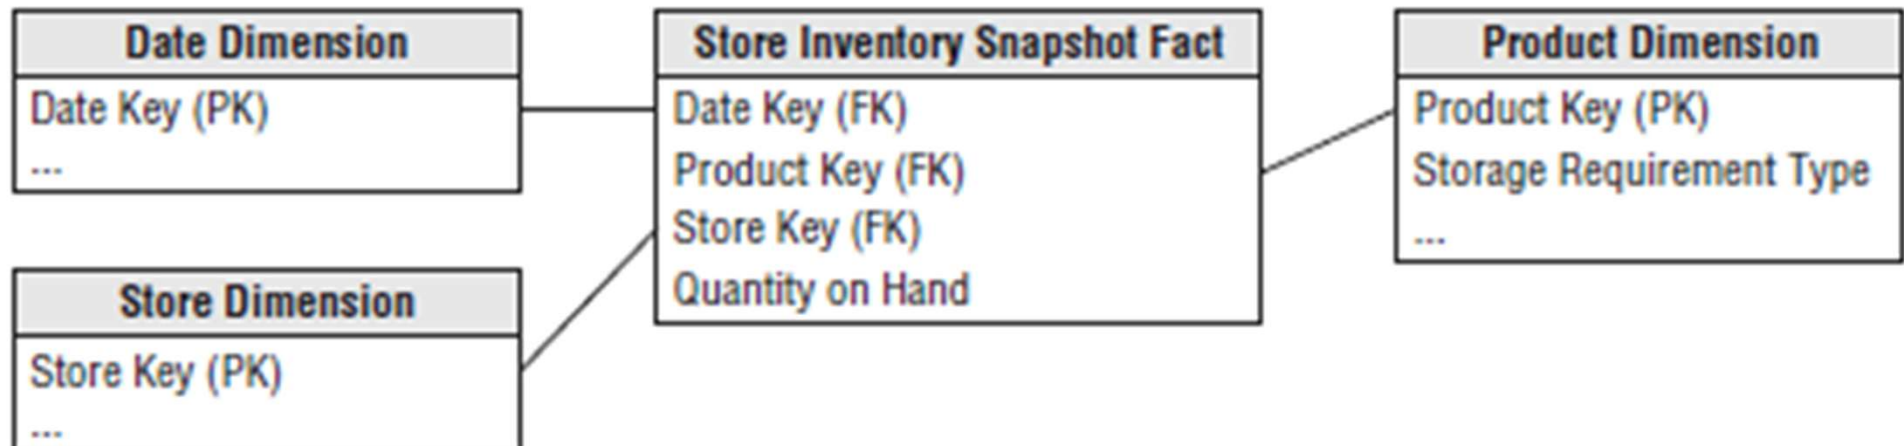 Date Dimension
Date Key (PK)
...
Store Dimension
Store Key (PK)
...
Store Inventory Snapshot Fact
Date Key (FK)
Product Key (FK)
Store Key (FK)
Quantity on Hand
Product Dimension
Product Key (PK)
Storage Requirement Type
...